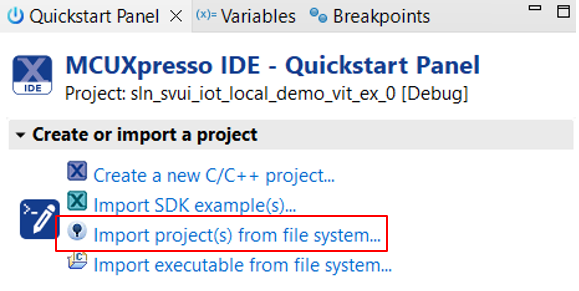 Quickstart Panel (x)= Variables Breakpoints
X IDE
MCUXpresso IDE - Quickstart Panel
Project: sln_svui_iot_local_demo_vit_ex_0 [Debug]
Create or import a project
Create a new C/C++ project...
Import SDK example(s)...
Import project(s) from file system...
Import executable from file system...